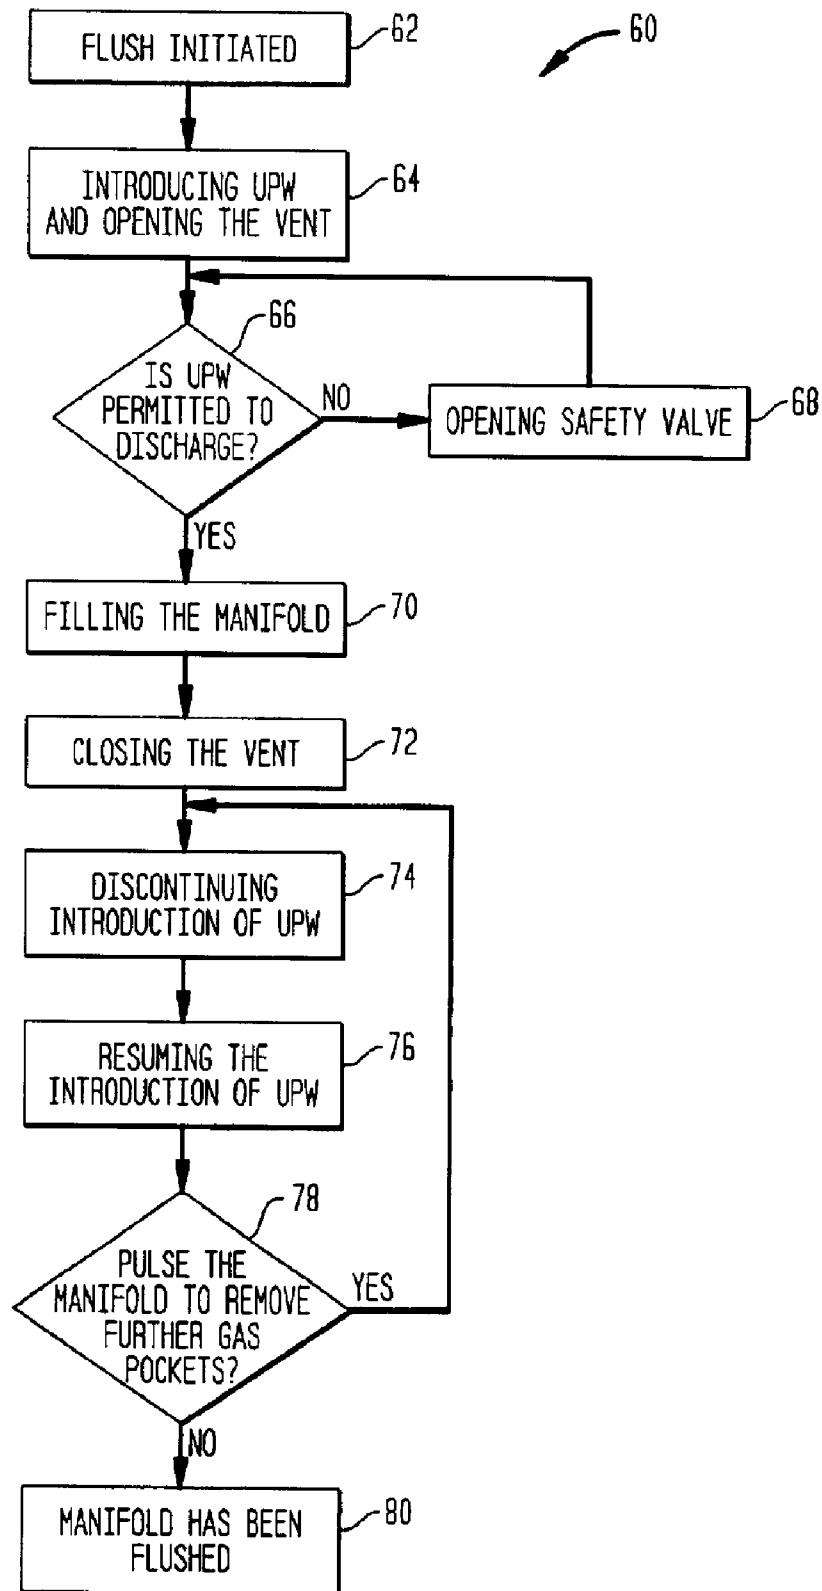 FLUSH INITIATED
62
60
INTRODUCING UPW
AND OPENING THE VENT
64
66
IS UPW
PERMITTED TO
DISCHARGE?
NO
OPENING SAFETY VALVE
68
YES
FILLING THE MANIFOLD
70
CLOSING THE VENT
72
DISCONTINUING
INTRODUCTION OF UPW
74
RESUMING THE
INTRODUCTION OF UPW
76
78
PULSE THE
MANIFOLD TO REMOVE
FURTHER GAS
POCKETS?
YES
NO
MANIFOLD HAS BEEN
FLUSHED
80